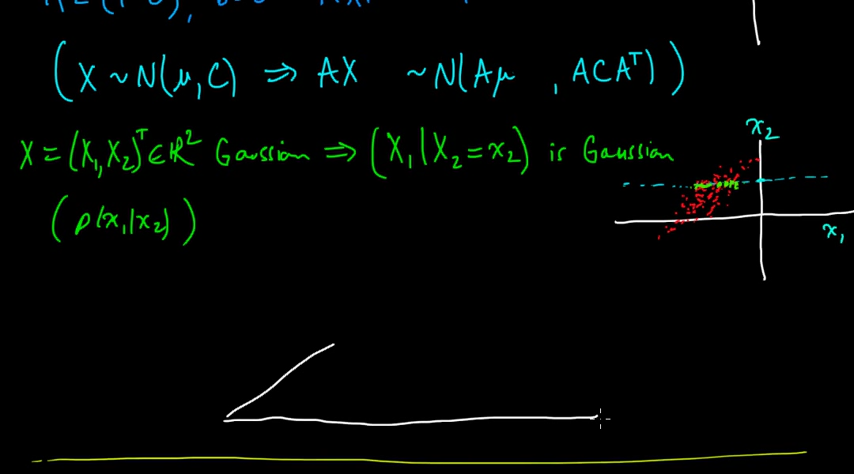 (X ~ N(μ, C) ⇒ AX ~ N(Aμ, ACAᵀ))
X = (X₁, X₂)ᵀ ∈ ℝ² Gaussian ⇒ (X₁ | X₂ = x₂) is Gaussian
x₂
(p(x₁|x₂))
x₁